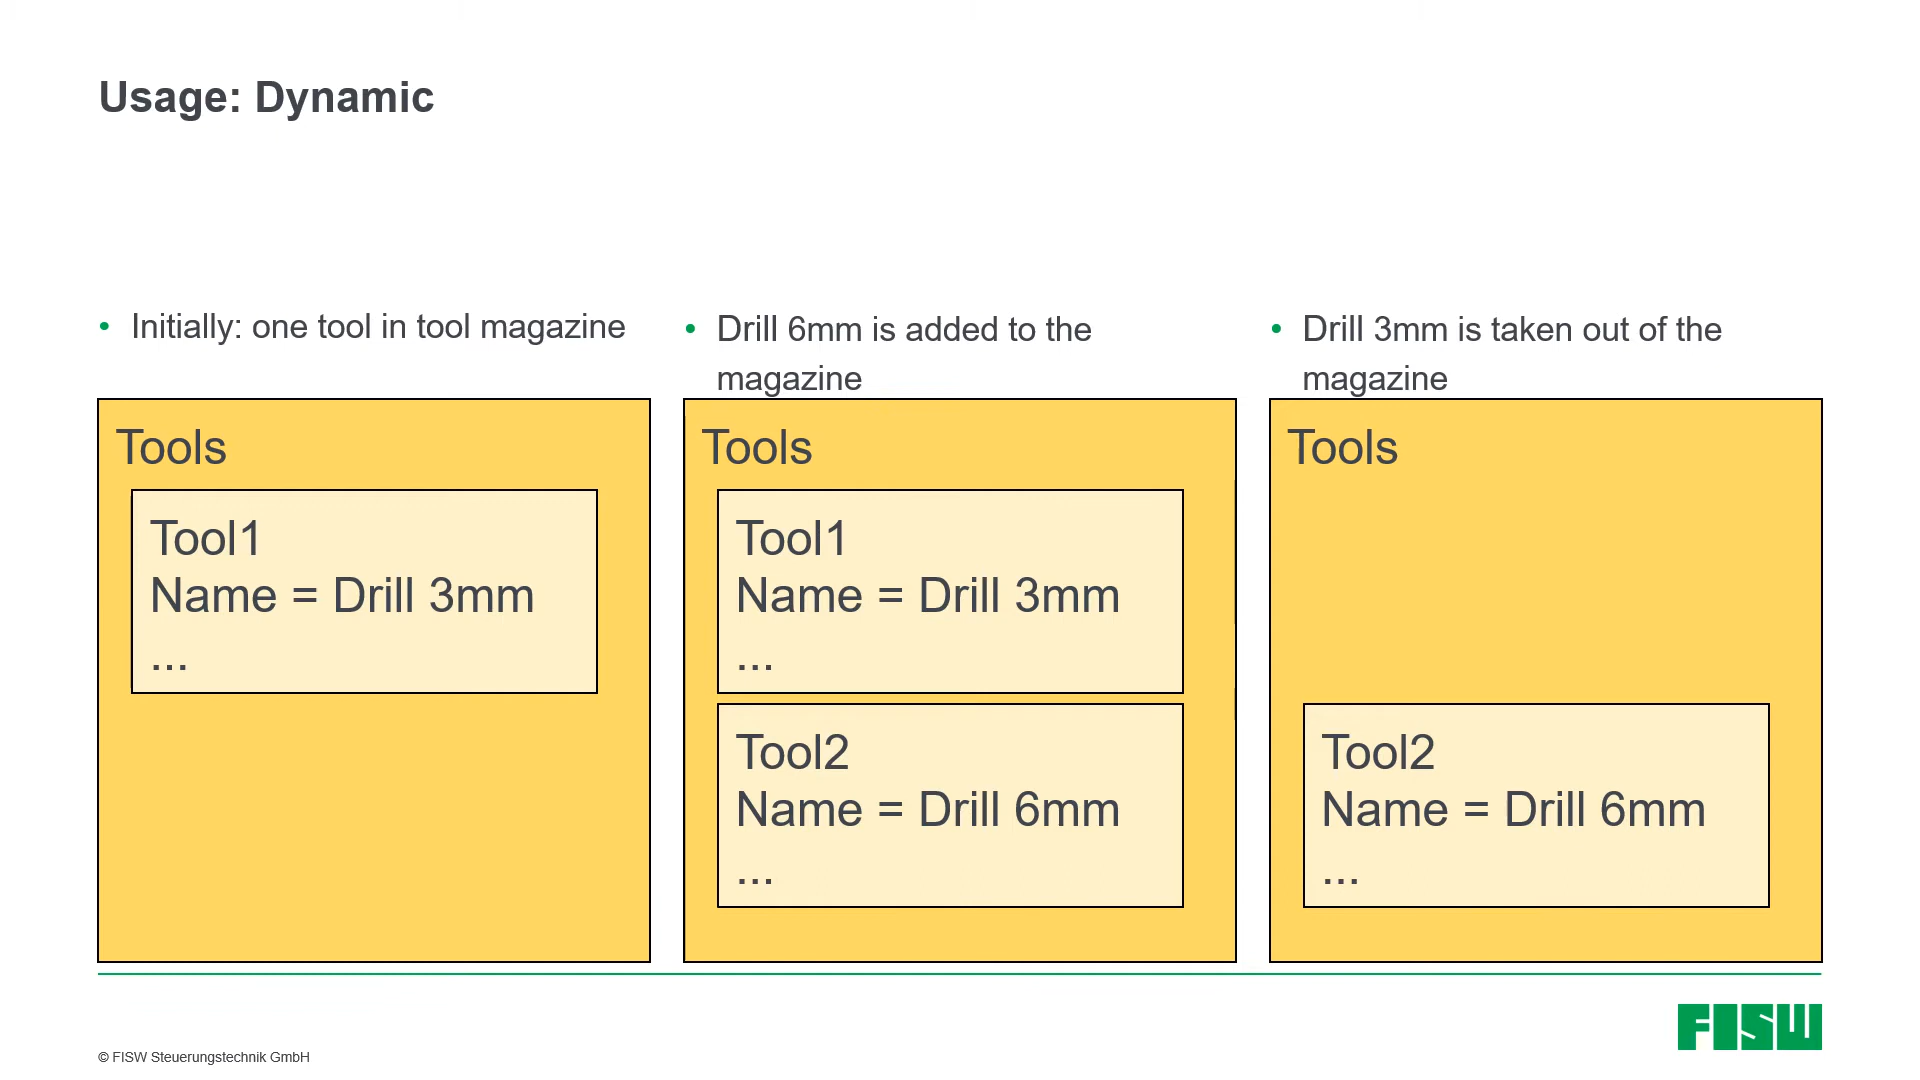 Usage: Dynamic
• Initially: one tool in tool magazine
Tools
Tool1
Name = Drill 3mm
...
• Drill 6mm is added to the
magazine
Tools
Tool1
Name = Drill 3mm
...
Tool2
Name = Drill 6mm
...
• Drill 3mm is taken out of the
magazine
Tools
Tool2
Name = Drill 6mm
...
© FISW Steuerungstechnik GmbH
FISW